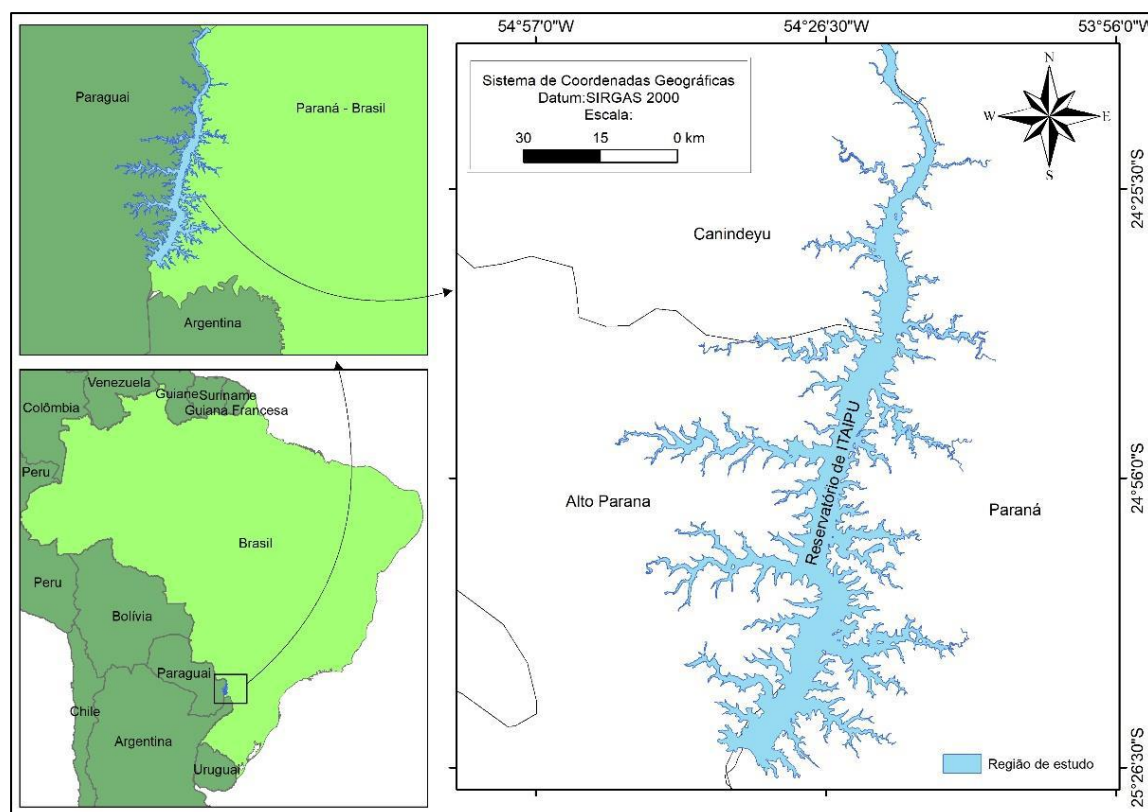 Paraguai
Paraná - Brasil
Argentina
Venezuela
Guiane
Suriname
Guiana Francesa
Colômbia
Peru
Brasil
Peru
Bolívia
Paraguai
Chile
Argentina
Uruguai
54°57'0"W
54°26'30"W
53°56'0"W
Sistema de Coordenadas Geográficas
Datum:SIRGAS 2000
Escala:
30 15 0 km
N
W
E
S
24°25'30"S
Canindeyu
Reservatório de ITAIPU
24°56'0"S
Alto Parana
Paraná
Região de estudo
25°26'30"S